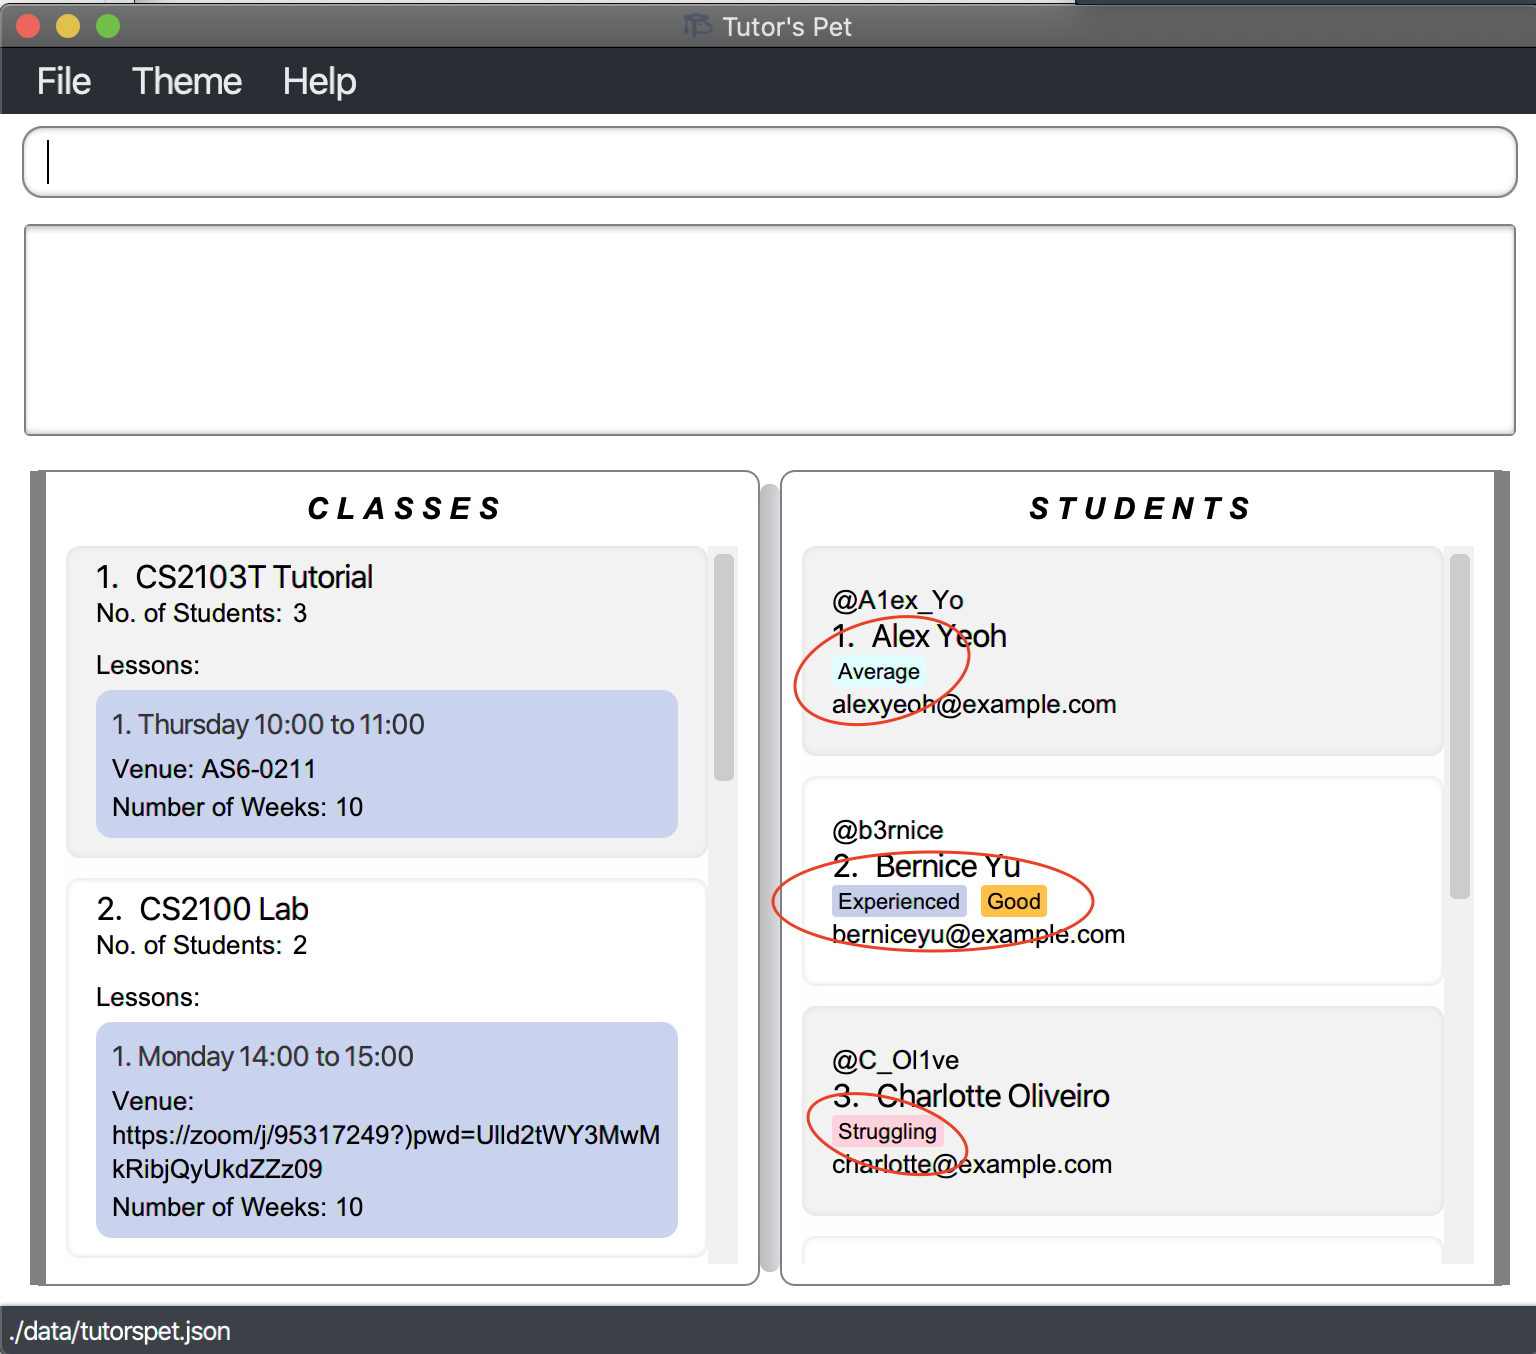 Tutor's Pet
File Theme Help
CLASSES
1. CS2103T Tutorial
No. of Students: 3
Lessons:
1. Thursday 10:00 to 11:00
Venue: AS6-0211
Number of Weeks: 10
2. CS2100 Lab
No. of Students: 2
Lessons:
1. Monday 14:00 to 15:00
Venue:
https://zoom/j/95317249?)pwd=Ulld2tWY3MwM
kRibjQyUkdZZz09
Number of Weeks: 10
STUDENTS
@A1ex_Yo
1. Alex Yeoh
Average
alexyeoh@example.com
@b3rnice
2. Bernice Yu
Experienced Good
berniceyu@example.com
@C_Ol1ve
3. Charlotte Oliveiro
Struggling
charlotte@example.com
./data/tutorspet.json